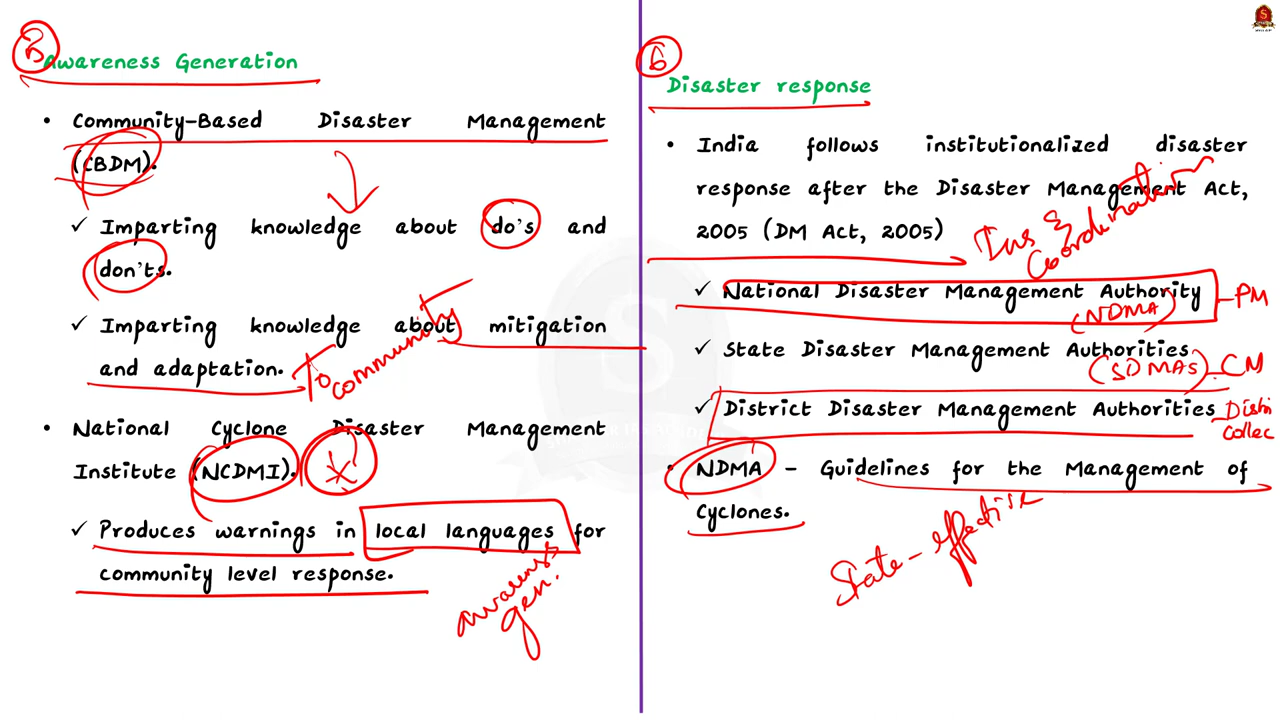 Awareness Generation
• Community-Based Disaster Management
(CBDM).
✓ Imparting knowledge about do's and
don'ts.
✓ Imparting knowledge about mitigation
and adaptation.
To community
• National Cyclone Disaster Management
Institute (NCDMI).
✓ Produces warnings in local languages for
community level response.
awareness
gen.
6
Disaster response
• India follows institutionalized disaster
response after the Disaster Management Act,
2005 (DM Act, 2005)
Coordination
✓ National Disaster Management Authority
(NDMA)
- PM
✓ State Disaster Management Authorities
(SDMAs) - CM
✓ District Disaster Management Authorities
• NDMA – Guidelines for the Management of
Cyclones.
State - effective